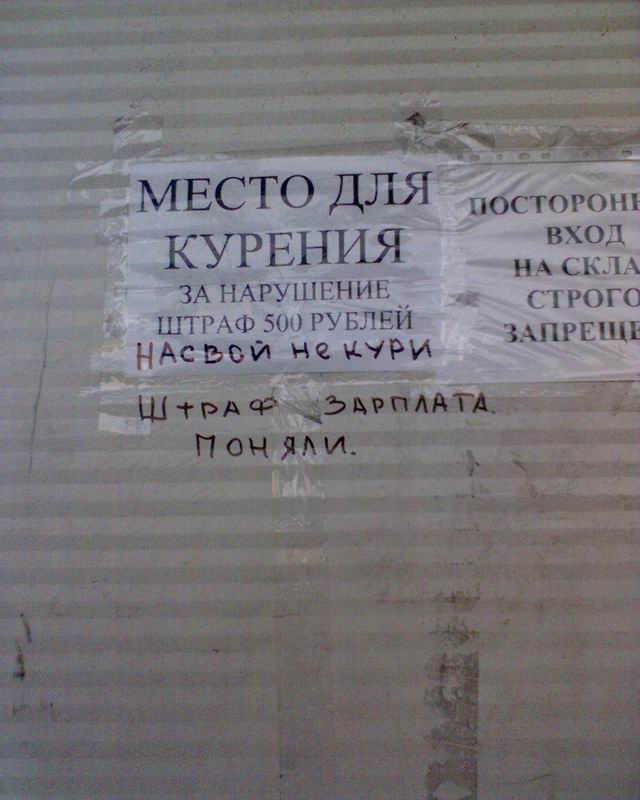 МЕСТО ДЛЯ
КУРЕНИЯ
ЗА НАРУШЕНИЕ
ШТРАФ 500 РУБЛЕЙ
НАСВОЙ Не КУРИ
ШТРАФ ЗАРПЛАТА.
ПОНЯЛИ.
ПОСТОРОНН
ВХОД
НА СКЛА
СТРОГО
ЗАПРЕЩЕ